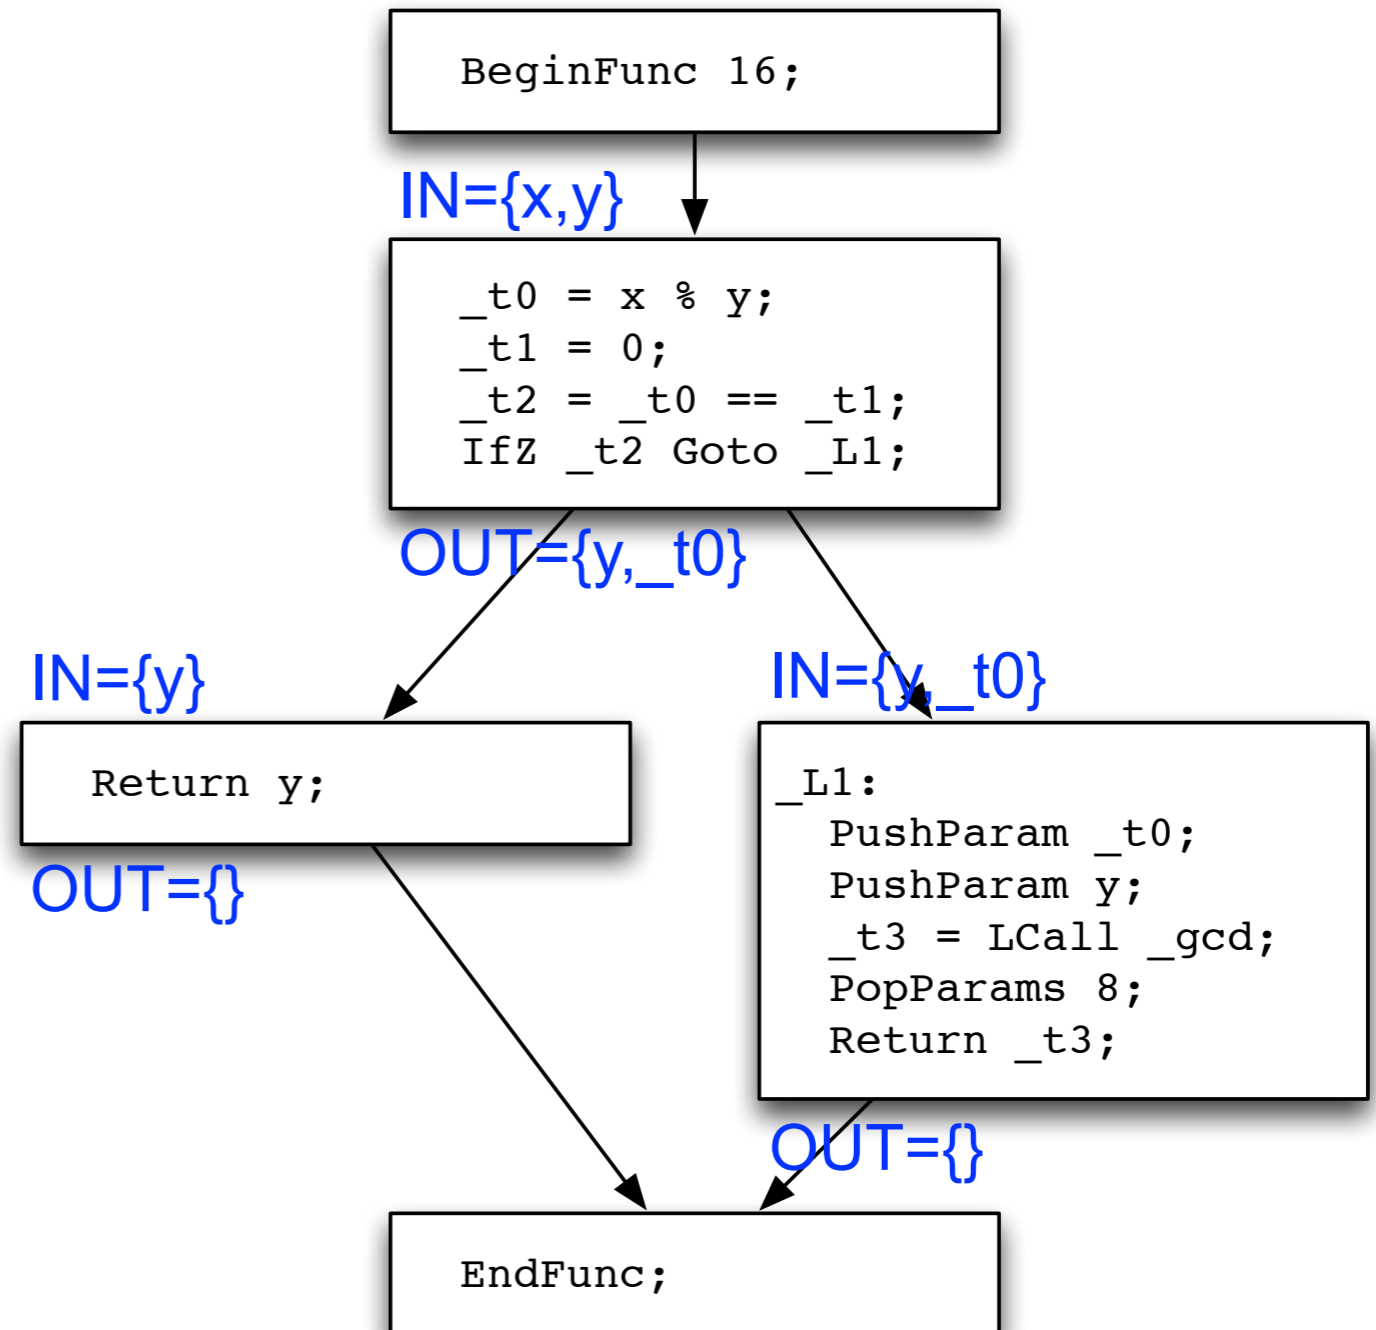 BeginFunc 16;
IN={x,y}
_t0 = x % y;
_t1 = 0;
_t2 = _t0 == _t1;
IfZ _t2 Goto _L1;
OUT={y,_t0}
IN={y}
Return y;
OUT={}
IN={y,_t0}
_L1:
PushParam _t0;
PushParam y;
_t3 = LCall _gcd;
PopParams 8;
Return _t3;
OUT={}
EndFunc;